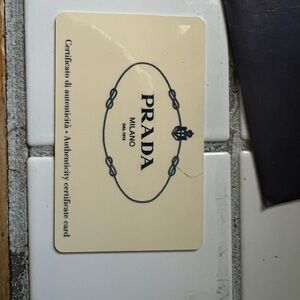 PRADA
MILANO
DAL 1913
Certificato di autenticità • Authenticity certificate card